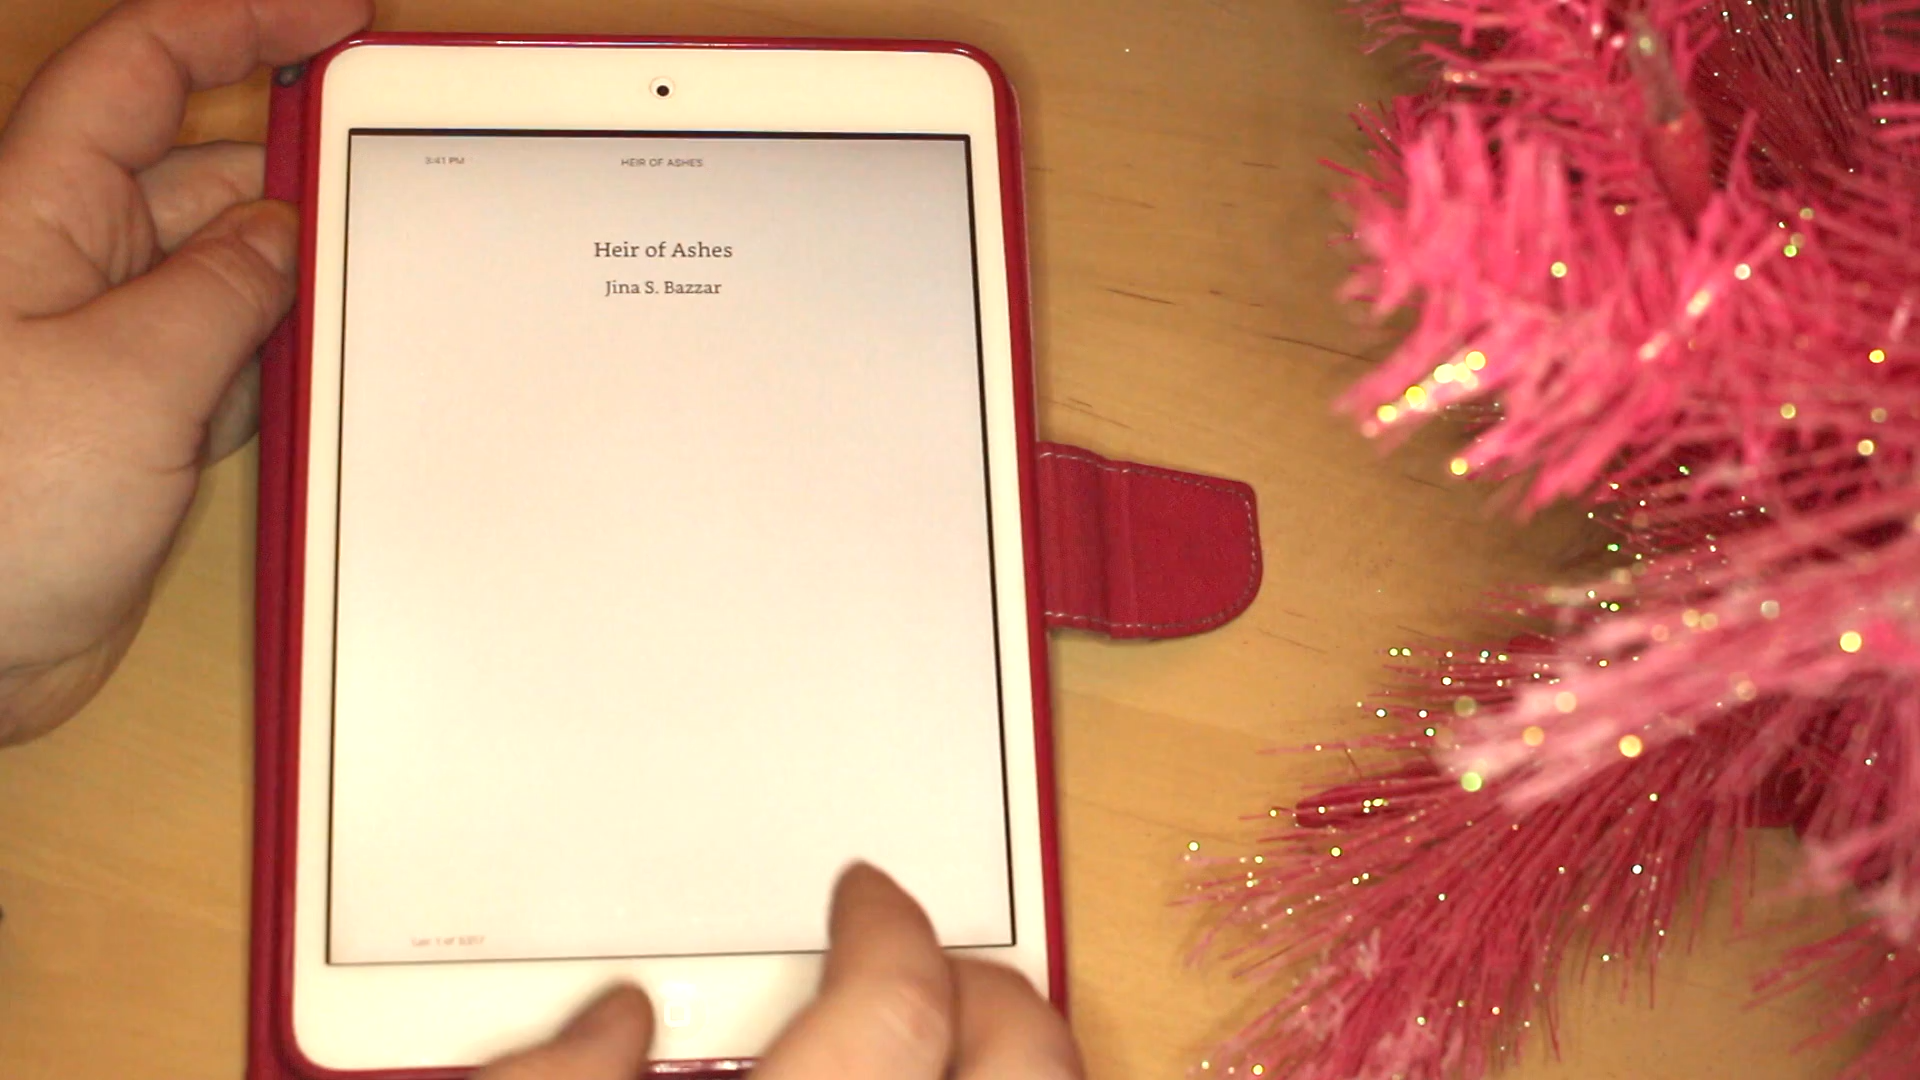 3:41 PM
HEIR OF ASHES
Heir of Ashes
Jina S. Bazzar